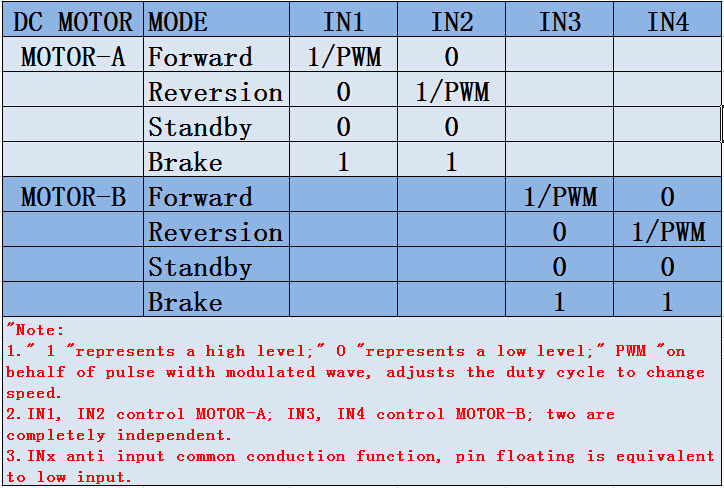 DC MOTOR MODE IN1 IN2 IN3 IN4
MOTOR-A Forward 1/PWM 0
Reversion 0 1/PWM
Standby 0 0
Brake 1 1
MOTOR-B Forward 1/PWM 0
Reversion 0 1/PWM
Standby 0 0
Brake 1 1
"Note:
1." 1 "represents a high level;" 0 "represents a low level;" PWM "on
behalf of pulse width modulated wave, adjusts the duty cycle to change
speed.
2.IN1, IN2 control MOTOR-A; IN3, IN4 control MOTOR-B; two are
completely independent.
3.INx anti input common conduction function, pin floating is equivalent
to low input.